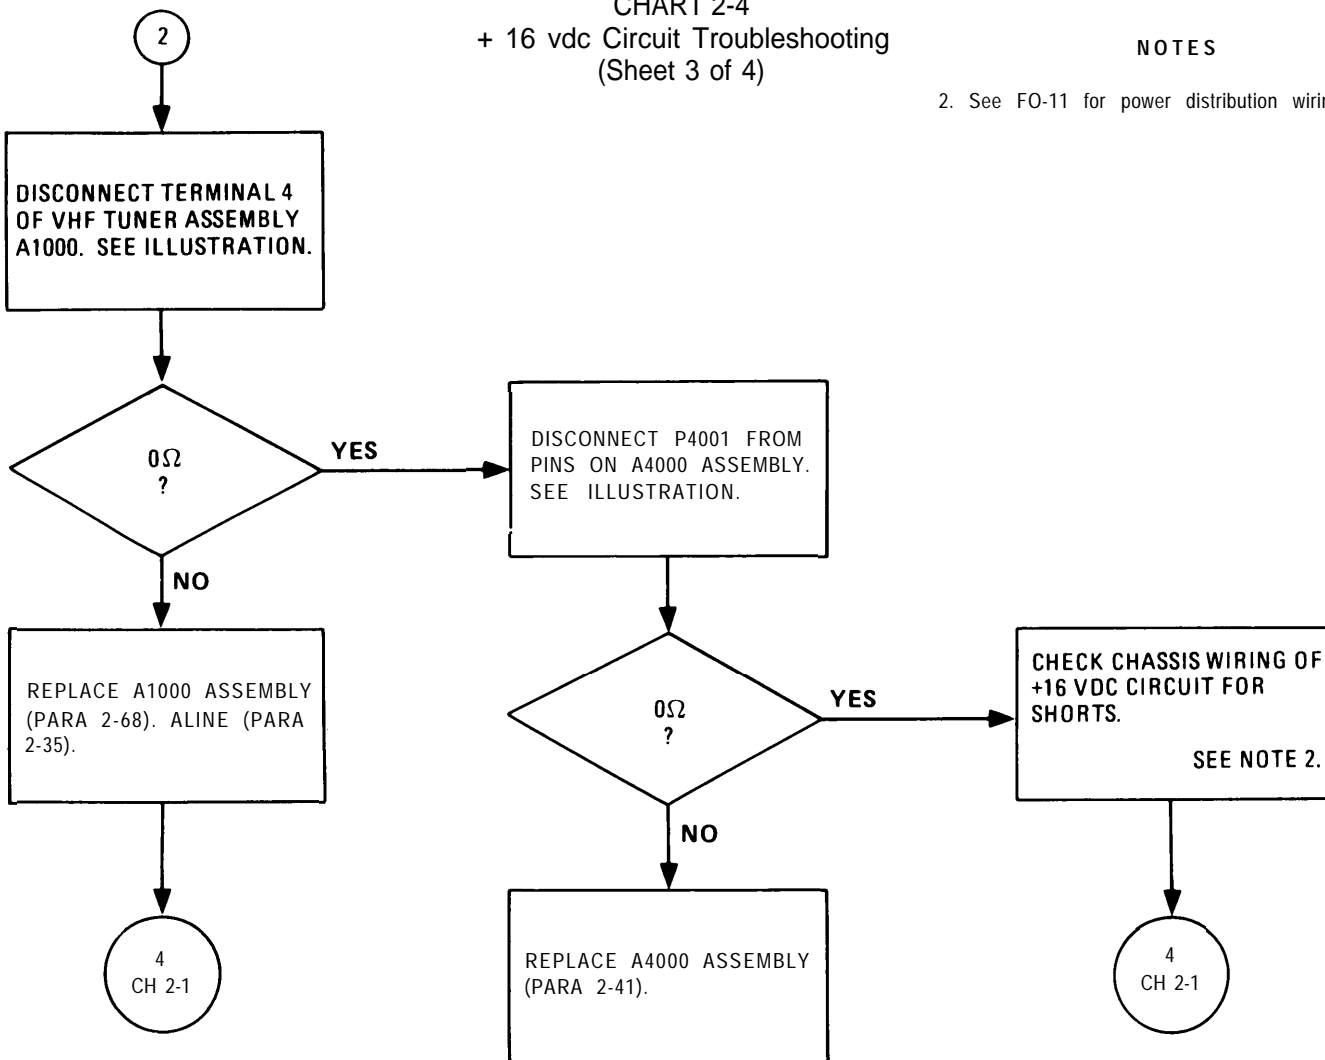 CHART 2-4
+ 16 vdc Circuit Troubleshooting
(Sheet 3 of 4)
NOTES
2. See FO-11 for power distribution
2
DISCONNECT TERMINAL 4
OF VHF TUNER ASSEMBLY
A1000. SEE ILLUSTRATION.
0Ω
?
YES
DISCONNECT P4001 FROM
PINS ON A4000 ASSEMBLY.
SEE ILLUSTRATION.
NO
REPLACE A1000 ASSEMBLY
(PARA 2-68). ALINE (PARA
2-35).
0Ω
?
YES
CHECK CHASSIS WIRING OF
+16 VDC CIRCUIT FOR
SHORTS.
SEE NOTE 2.
NO
4
CH 2-1
REPLACE A4000 ASSEMBLY
(PARA 2-41).
4
CH 2-1